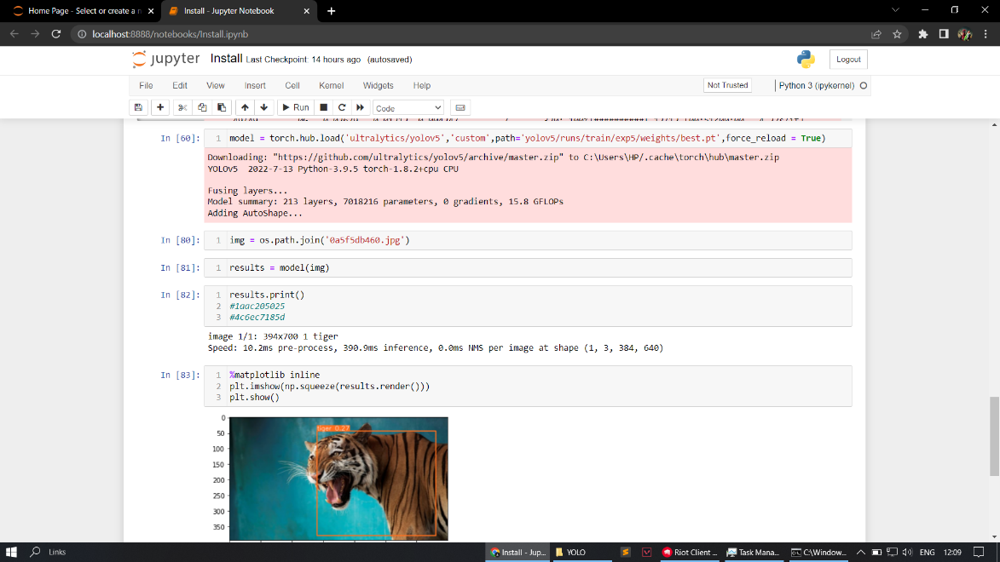 Home Page - Select or create a n
Install - Jupyter Notebook
localhost:8888/notebooks/Install.ipynb
jupyter Install Last Checkpoint: 14 hours ago (autosaved)
Logout
File Edit View Insert Cell Kernel Widgets Help
Not Trusted
Python 3 (ipykernel)
Run
Code
In [60]: 1 model = torch.hub.load('ultralytics/yolov5','custom',path='yolov5/runs/train/exp5/weights/best.pt',force_reload = True)
Downloading: "https://github.com/ultralytics/yolov5/archive/master.zip" to C:\Users\HP/.cache\torch\hub\master.zip
YOLOv5 2022-7-13 Python-3.9.5 torch-1.8.2+cpu CPU
Fusing layers...
Model summary: 213 layers, 7018216 parameters, 0 gradients, 15.8 GFLOPs
Adding AutoShape...
In [80]: 1 img = os.path.join('0a5f5db460.jpg')
In [81]: 1 results = model(img)
In [82]: 1 results.print()
2 #1aac205025
3 #4c6ec7185d
image 1/1: 394x700 1 tiger
Speed: 10.2ms pre-process, 390.9ms inference, 0.0ms NMS per image at shape (1, 3, 384, 640)
In [83]: 1 %matplotlib inline
2 plt.imshow(np.squeeze(results.render()))
3 plt.show()
0
tiger 0.27
50
100
150
200
250
300
350
Links
Install - Jup...
YOLO
Riot Client ...
Task Mana...
C:\Window...
ENG
12:09